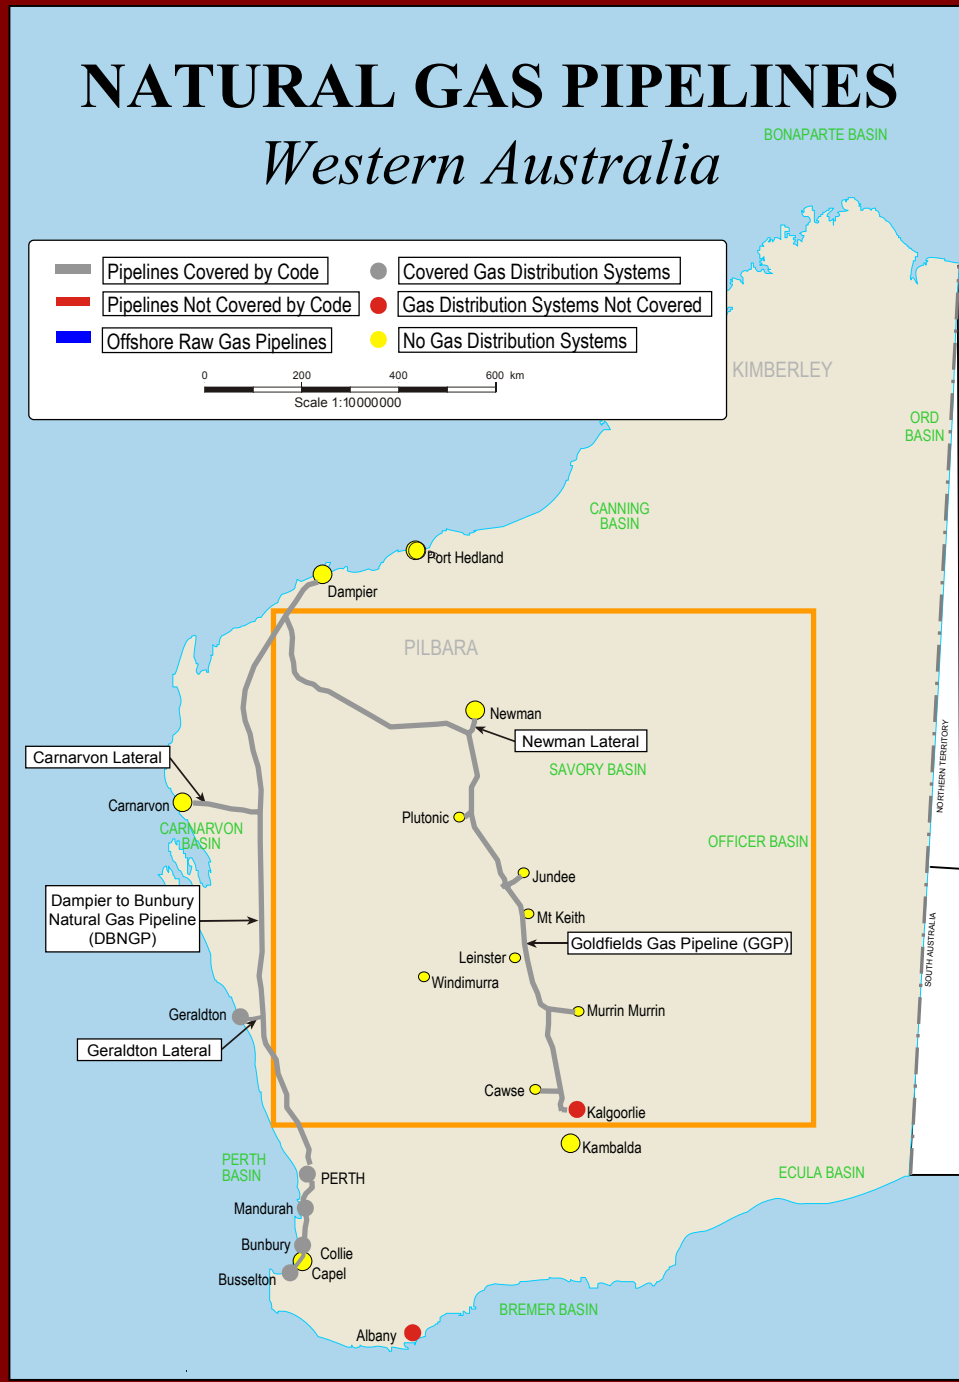 NATURAL GAS PIPELINES
BONAPARTE BASIN
Western Australia
Pipelines Covered by Code
Covered Gas Distribution Systems
Pipelines Not Covered by Code
Gas Distribution Systems Not Covered
Offshore Raw Gas Pipelines
No Gas Distribution Systems
0 200 400 600 km
Scale 1:10000000
KIMBERLEY
ORD
BASIN
CANNING
BASIN
Port Hedland
Dampier
PILBARA
Newman
Newman Lateral
Carnarvon Lateral
SAVORY BASIN
NORTHERN TERRITORY
Carnarvon
Plutonic
CARNARVON
BASIN
OFFICER BASIN
Jundee
Dampier to Bunbury
Natural Gas Pipeline
(DBNGP)
Mt Keith
Goldfields Gas Pipeline (GGP)
SOUTH AUSTRALIA
Leinster
Windimurra
Geraldton
Murrin Murrin
Geraldton Lateral
Cawse
Kalgoorlie
Kambalda
PERTH
BASIN
ECULA BASIN
PERTH
Mandurah
Bunbury
Collie
Capel
Busselton
BREMER BASIN
Albany